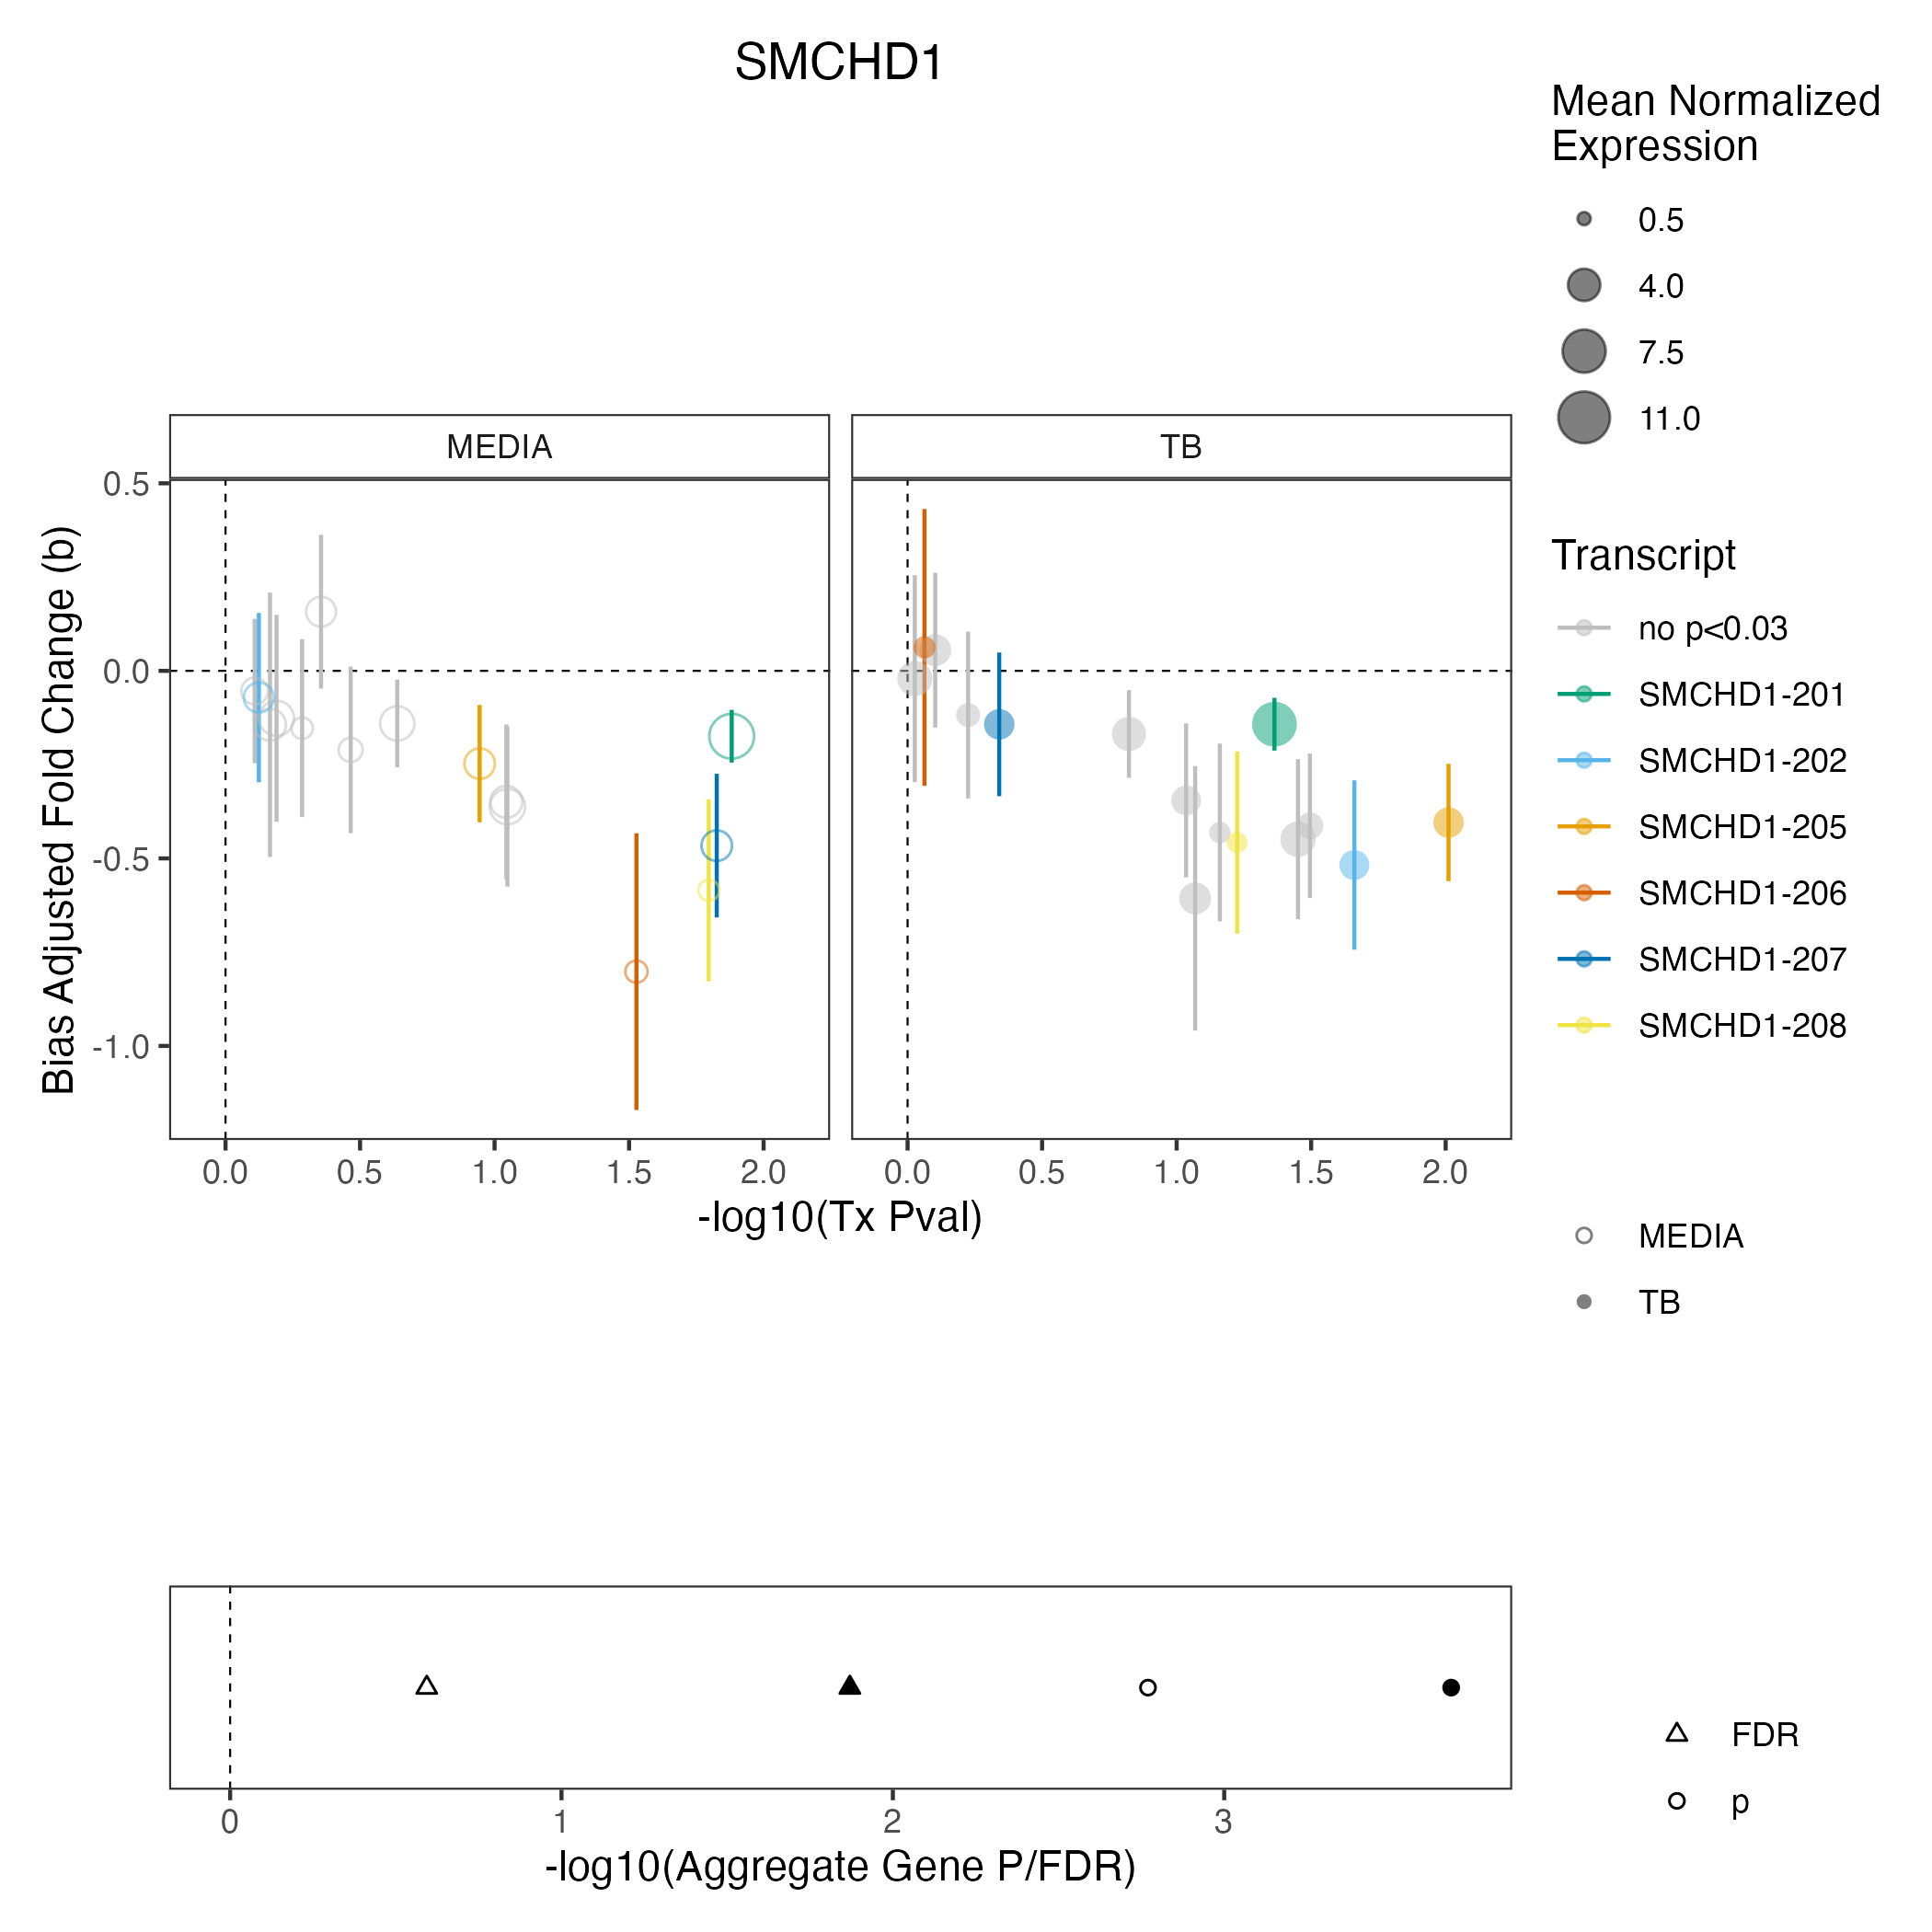 SMCHD1
Mean Normalized
Expression
0.5
4.0
7.5
11.0
MEDIA
TB
0.5
0.0
-0.5
-1.0
Bias Adjusted Fold Change (b)
0.0
0.5
1.0
1.5
2.0
0.0
0.5
1.0
1.5
2.0
-log10(Tx Pval)
Transcript
no p<0.03
SMCHD1-201
SMCHD1-202
SMCHD1-205
SMCHD1-206
SMCHD1-207
SMCHD1-208
MEDIA
TB
0
1
2
3
-log10(Aggregate Gene P/FDR)
FDR
p